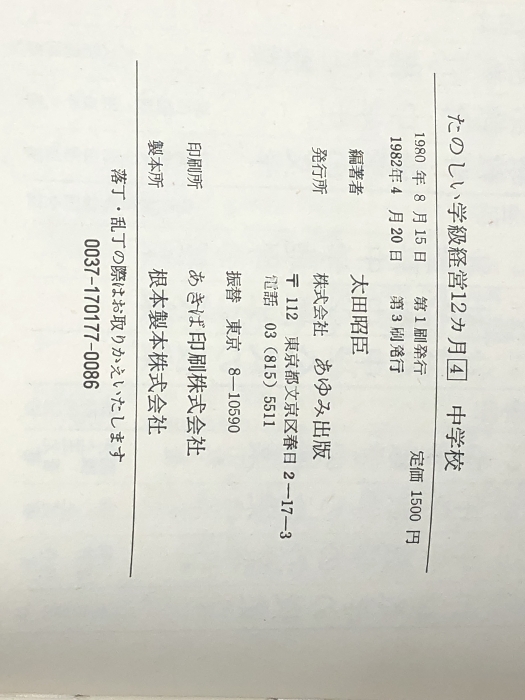 たのしい学級経営12ヵ月 4 中学校
1980年8月15日 第1刷発行
1982年4月20日 第3刷発行 定価1500円
編著者 太田昭臣
発行所 株式会社 あゆみ出版
〒112 東京都文京区春日2—17—3
電話 03(815)5511
振替 東京 8—10590
印刷所 あきば印刷株式会社
製本所 根本製本株式会社
落丁・乱丁の際はお取りかえいたします
0037-170177-0086